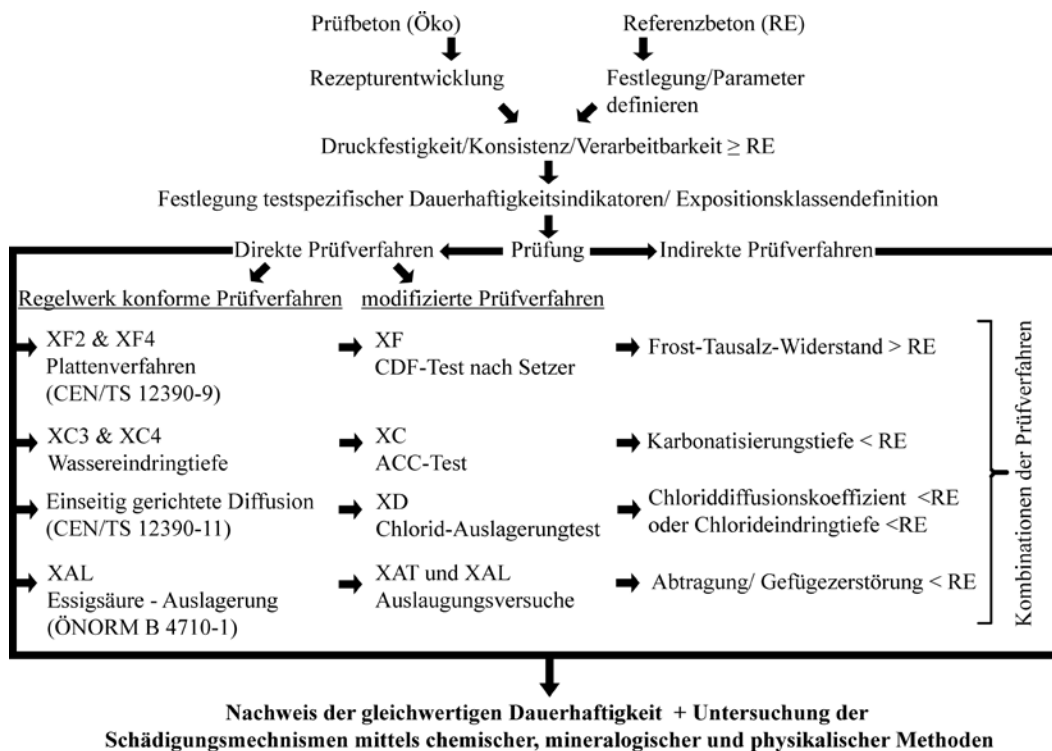 Prüfbeton (Öko)
Referenzbeton (RE)
Rezepturentwicklung
Festlegung/Parameter
definieren
Druckfestigkeit/Konsistenz/Verarbeitbarkeit ≥ RE
Festlegung testspezifischer Dauerhaftigkeitsindikatoren/ Expositionsklassendefinition
Direkte Prüfverfahren
Prüfung
Indirekte Prüfverfahren
Regelwerk konforme Prüfverfahren
modifizierte Prüfverfahren
XF2 & XF4
Plattenverfahren
(CEN/TS 12390-9)
XF
CDF-Test nach Setzer
Frost-Tausalz-Widerstand > RE
XC3 & XC4
Wassereindringtiefe
XC
ACC-Test
Karbonatisierungstiefe < RE
Einseitig gerichtete Diffusion
(CEN/TS 12390-11)
XD
Chlorid-Auslagerungtest
Chloriddiffusionskoeffizient <RE
oder Chlorideindringtiefe <RE
XAL
Essigsäure - Auslagerung
(ÖNORM B 4710-1)
XAT und XAL
Auslaugungsversuche
Abtragung/ Gefügezerstörung < RE
Kombinationen der Prüfverfahren
Nachweis der gleichwertigen Dauerhaftigkeit + Untersuchung der
Schädigungsmechnismen mittels chemischer, mineralogischer und physikalischer Methoden